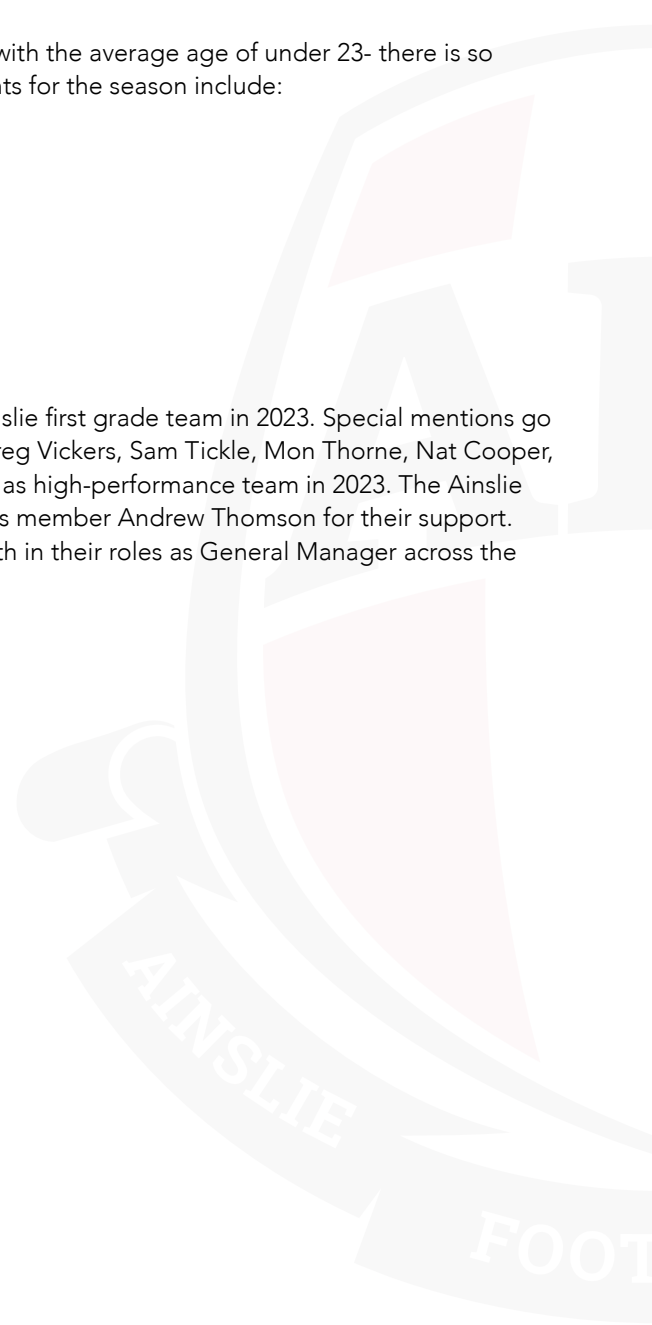 with the average age of under 23- there is so
nts for the season include:
slie first grade team in 2023. Special mentions go
reg Vickers, Sam Tickle, Mon Thorne, Nat Cooper,
as high-performance team in 2023. The Ainslie
s member Andrew Thomson for their support.
th in their roles as General Manager across the
AINSLIE
FOOT